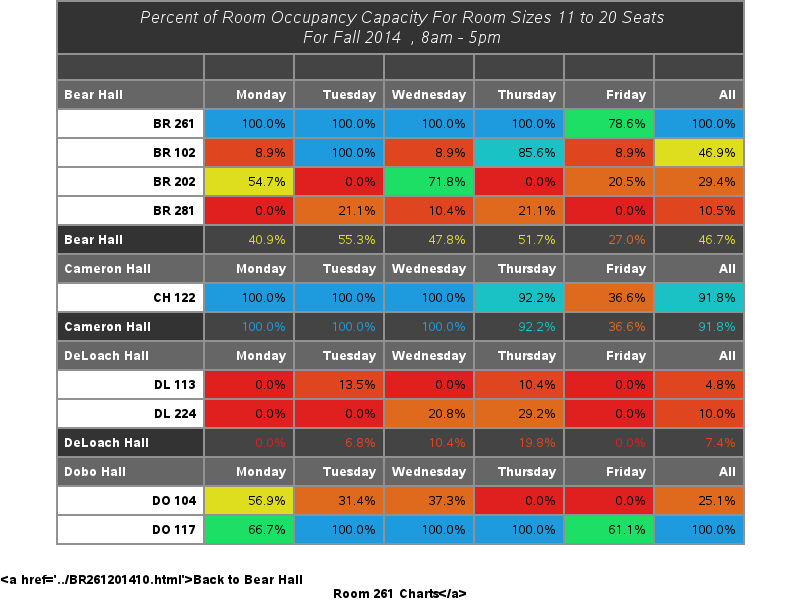 Percent of Room Occupancy Capacity For Room Sizes 11 to 20 Seats
For Fall 2014 , 8am - 5pm
Bear Hall Monday Tuesday Wednesday Thursday Friday All
BR 261 100.0% 100.0% 100.0% 100.0% 78.6% 100.0%
BR 102 8.9% 100.0% 8.9% 85.6% 8.9% 46.9%
BR 202 54.7% 0.0% 71.8% 0.0% 20.5% 29.4%
BR 281 0.0% 21.1% 10.4% 21.1% 0.0% 10.5%
Bear Hall 40.9% 55.3% 47.8% 51.7% 27.0% 46.7%
Cameron Hall Monday Tuesday Wednesday Thursday Friday All
CH 122 100.0% 100.0% 100.0% 92.2% 36.6% 91.8%
Cameron Hall 100.0% 100.0% 100.0% 92.2% 36.6% 91.8%
DeLoach Hall Monday Tuesday Wednesday Thursday Friday All
DL 113 0.0% 13.5% 0.0% 10.4% 0.0% 4.8%
DL 224 0.0% 0.0% 20.8% 29.2% 0.0% 10.0%
DeLoach Hall 0.0% 6.8% 10.4% 19.8% 0.0% 7.4%
Dobo Hall Monday Tuesday Wednesday Thursday Friday All
DO 104 56.9% 31.4% 37.3% 0.0% 0.0% 25.1%
DO 117 66.7% 100.0% 100.0% 100.0% 61.1% 100.0%
<a href='../BR261201410.html'>Back to Bear Hall
Room 261 Charts</a>